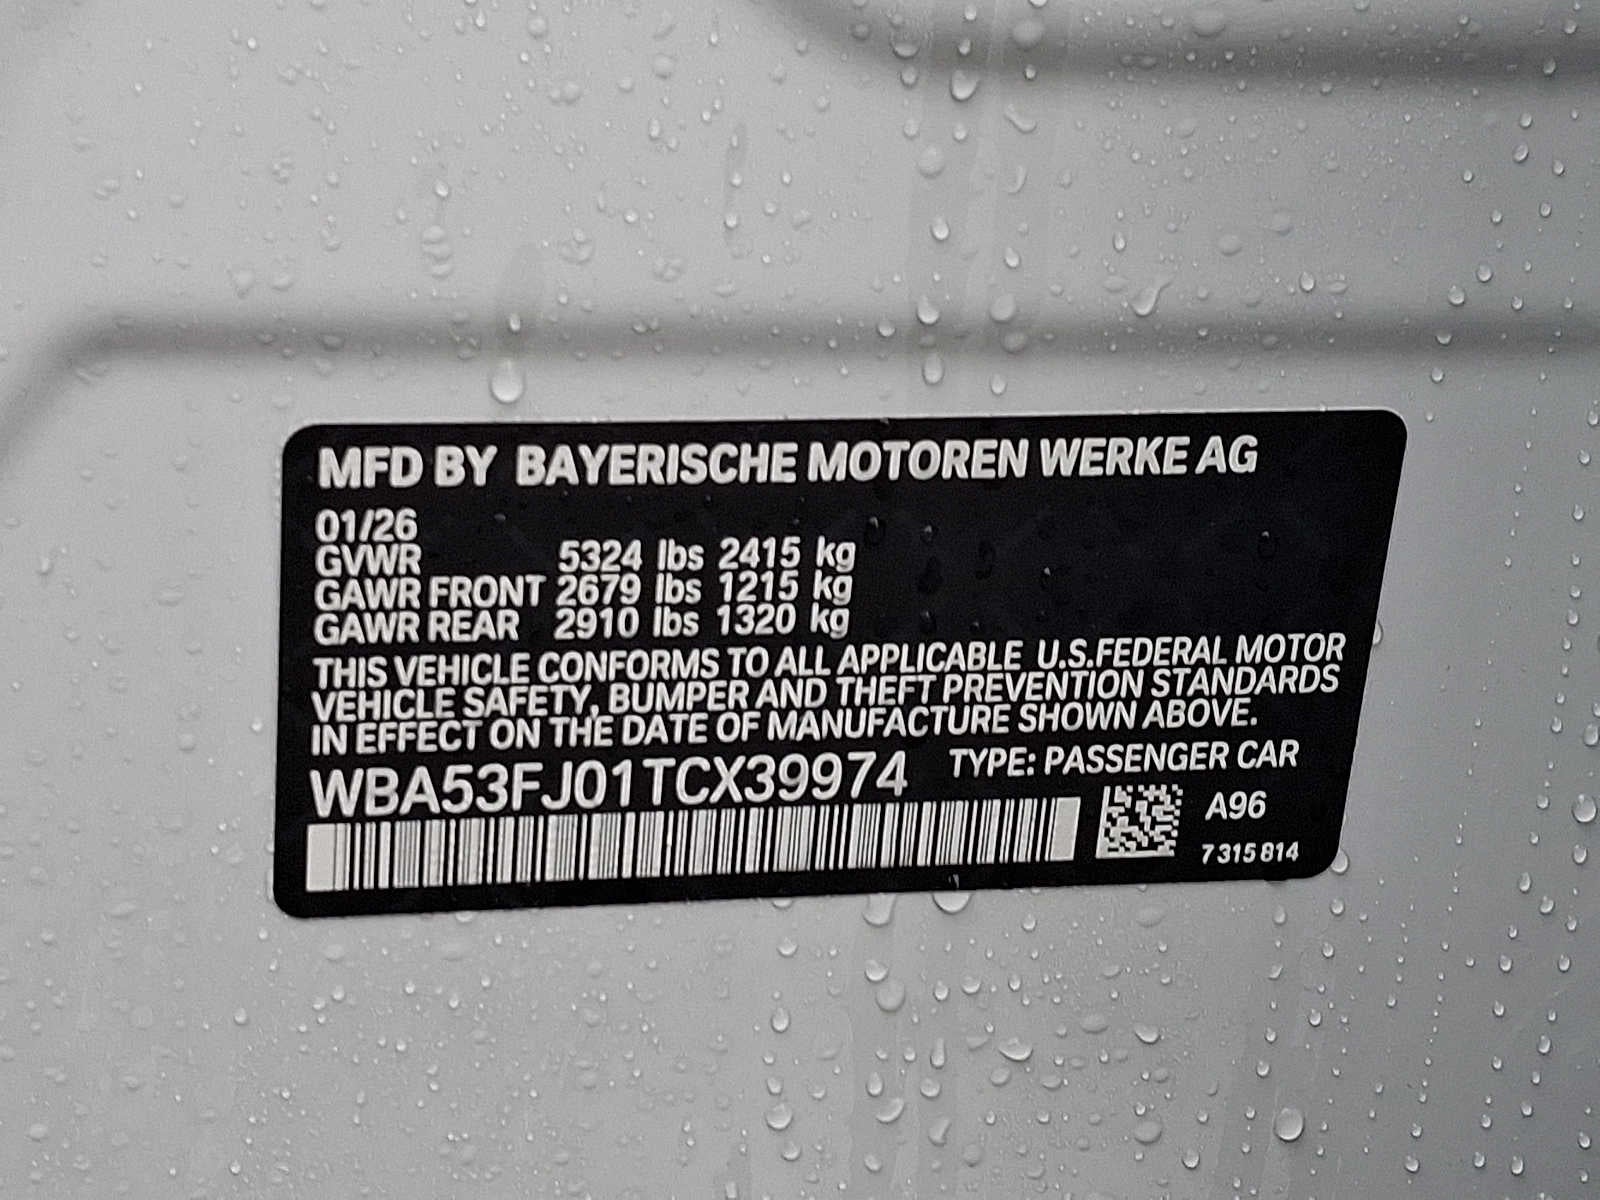 MFD BY BAYERISCHE MOTOREN WERKE AG
01/26
GVWR 5324 lbs 2415 kg
GAWR FRONT 2679 lbs 1215 kg
GAWR REAR 2910 lbs 1320 kg
THIS VEHICLE CONFORMS TO ALL APPLICABLE U.S.FEDERAL MOTOR
VEHICLE SAFETY, BUMPER AND THEFT PREVENTION STANDARDS
IN EFFECT ON THE DATE OF MANUFACTURE SHOWN ABOVE.
WBA53FJ01TCX39974 TYPE: PASSENGER CAR
A96
7 315 814